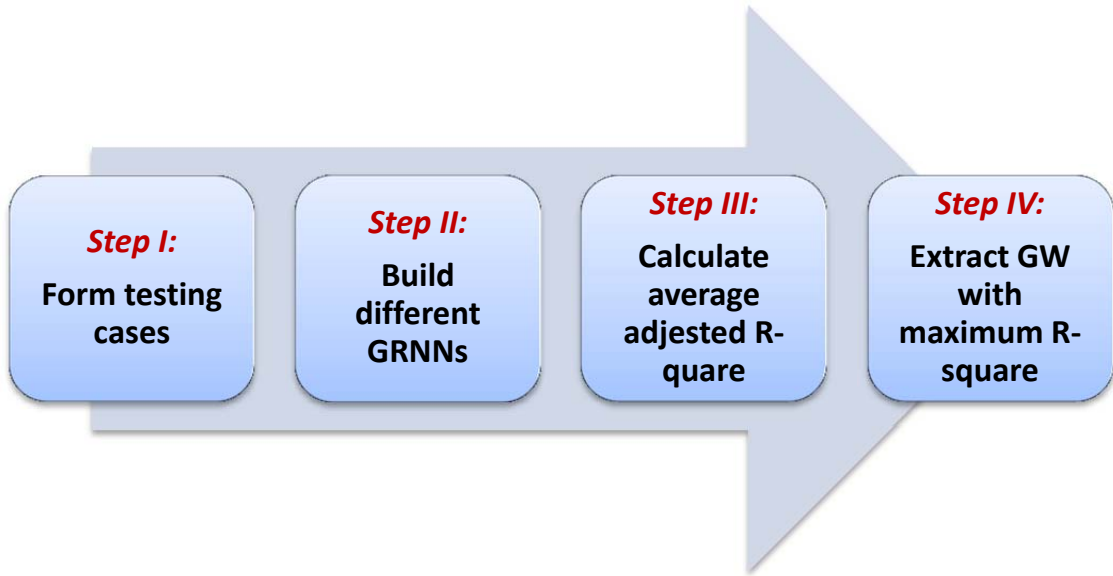 Step I:
Form testing
cases
Step II:
Build
different
GRNNs
Step III:
Calculate
average
adjested R-
quare
Step IV:
Extract GW
with
maximum R-
square